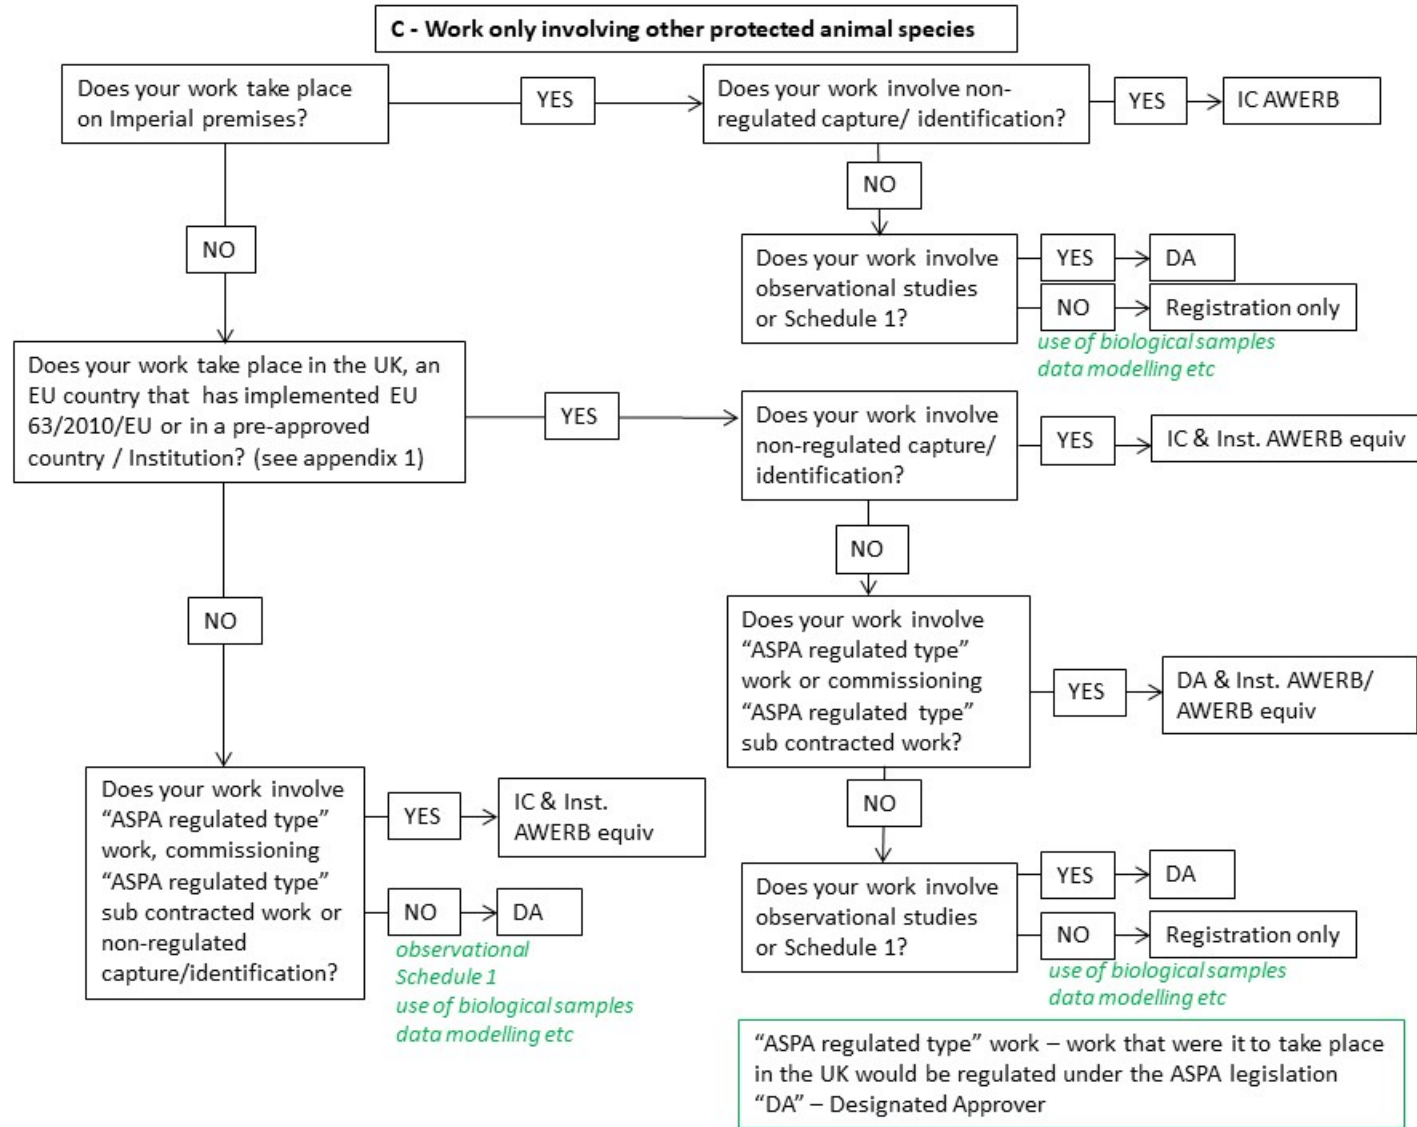 C - Work only involving other protected animal species
Does your work take place
on Imperial premises?
YES
Does your work involve non-
regulated capture/ identification?
YES
IC AWERB
NO
NO
Does your work involve
observational studies
or Schedule 1?
YES
DA
NO
Registration only
use of biological samples
data modelling etc
Does your work take place in the UK, an
EU country that has implemented EU
63/2010/EU or in a pre-approved
country / Institution? (see appendix 1)
YES
Does your work involve
non-regulated capture/
identification?
YES
IC & Inst. AWERB equiv
NO
NO
Does your work involve
“ASPA regulated type”
work or commissioning
“ASPA regulated type”
sub contracted work?
YES
DA & Inst. AWERB/
AWERB equiv
NO
Does your work involve
“ASPA regulated type”
work, commissioning
“ASPA regulated type”
sub contracted work or
non-regulated
capture/identification?
YES
IC & Inst.
AWERB equiv
NO
DA
observational
Schedule 1
use of biological samples
data modelling etc
Does your work involve
observational studies
or Schedule 1?
YES
DA
NO
Registration only
use of biological samples
data modelling etc
“ASPA regulated type” work – work that were it to take place
in the UK would be regulated under the ASPA legislation
“DA” – Designated Approver